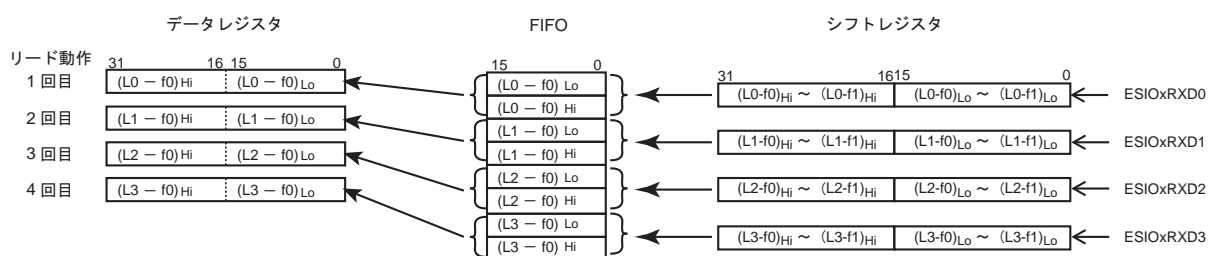 データレジスタ FIFO シフトレジスタ
リード動作 31 16 15 0 15 0 31 16 15 0
1 回目 (L0 − f0) Hi (L0 − f0) Lo (L0 − f0) Lo (L0-f0)Hi ~ (L0-f1)Hi (L0-f0)Lo ~ (L0-f1)Lo ESIOxRXD0
(L0 − f0) Hi
2 回目 (L1 − f0) Hi (L1 − f0) Lo (L1 − f0) Lo (L1-f0)Hi ~ (L1-f1)Hi (L1-f0)Lo ~ (L1-f1)Lo ESIOxRXD1
(L1 − f0) Hi
3 回目 (L2 − f0) Hi (L2 − f0) Lo (L2 − f0) Lo (L2-f0)Hi ~ (L2-f1)Hi (L2-f0)Lo ~ (L2-f1)Lo ESIOxRXD2
(L2 − f0) Hi
4 回目 (L3 − f0) Hi (L3 − f0) Lo (L3 − f0) Lo (L3-f0)Hi ~ (L3-f1)Hi (L3-f0)Lo ~ (L3-f1)Lo ESIOxRXD3
(L3 − f0) Hi